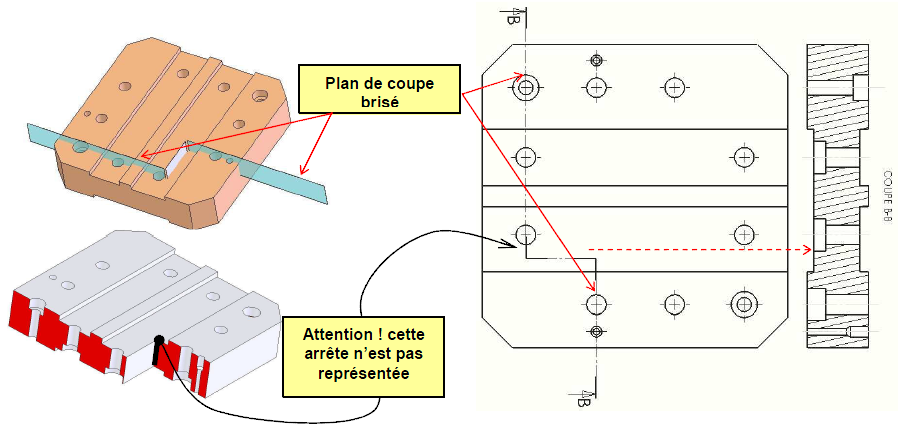 B
Plan de coupe
brisé
COUPE B-B
Attention ! cette
arrête n'est pas
représentée
B